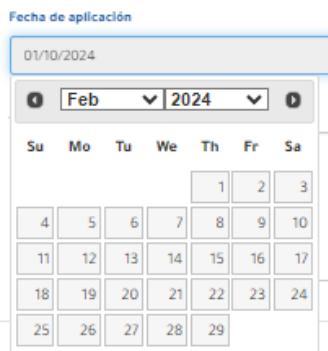 Fecha de aplicación
01/10/2024
Feb 2024
Su Mo Tu We Th Fr Sa
1 2 3
4 5 6 7 8 9 10
11 12 13 14 15 16 17
18 19 20 21 22 23 24
25 26 27 28 29